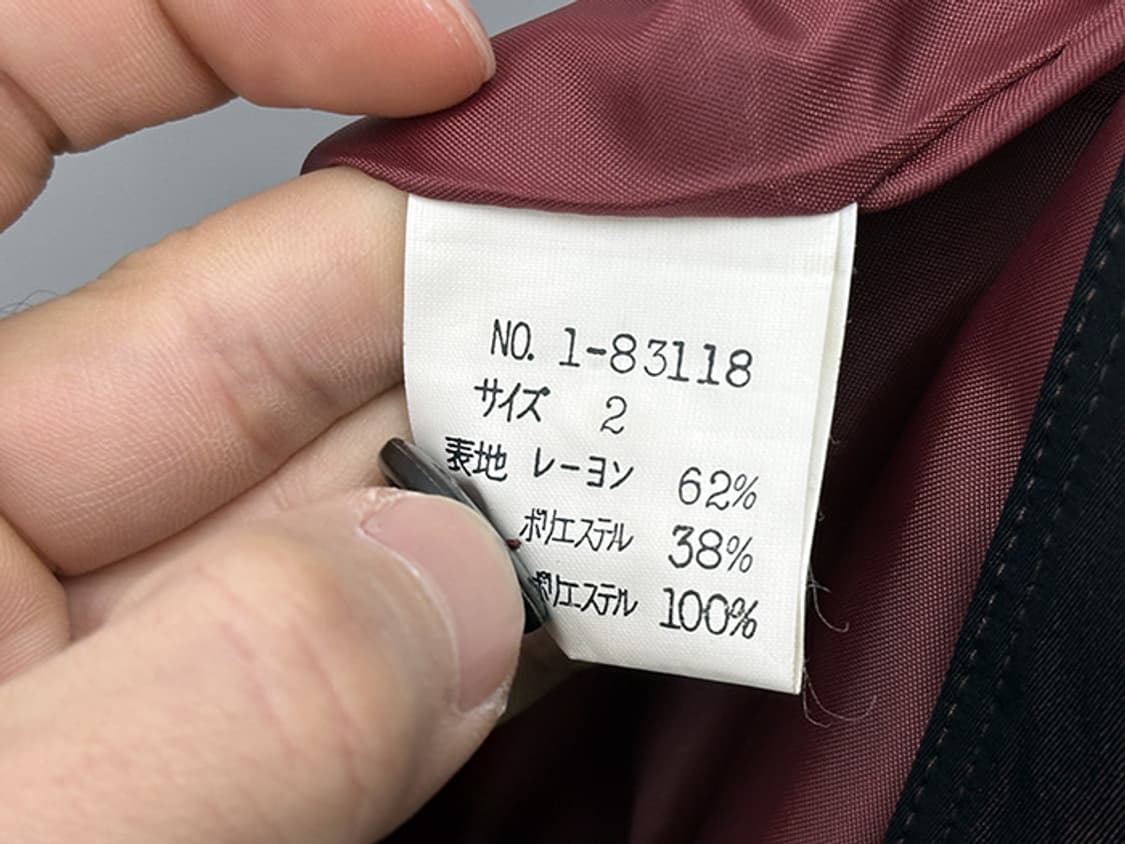 NO. 1-83118
サイズ 2
表地 レーヨン 62%
ポリエステル 38%
ポリエステル 100%